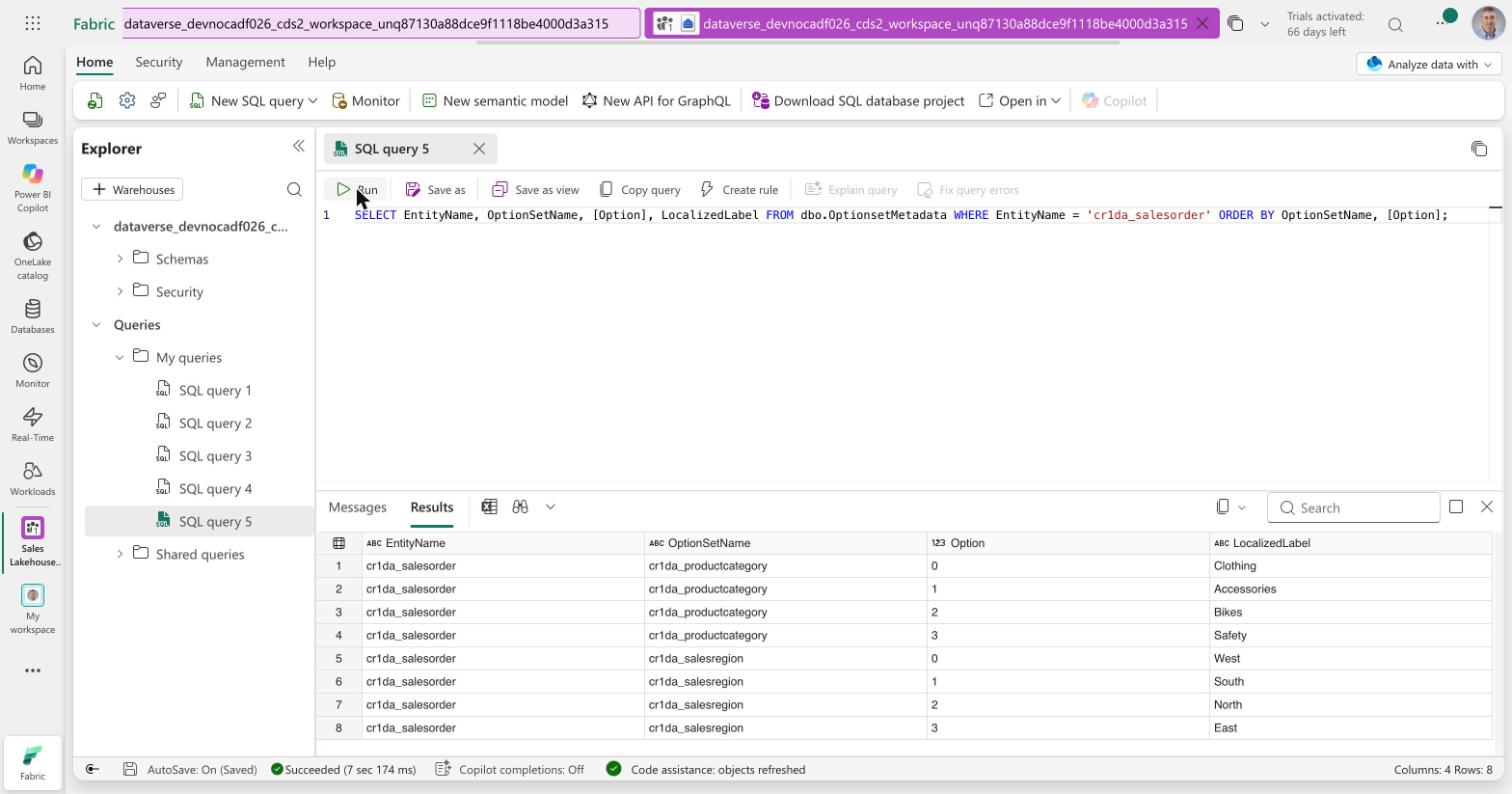 Fabric
dataverse_devnocadf026_cds2_workspace_unq87130a88dce9f1118be4000d3a315
dataverse_devnocadf026_cds2_workspace_unq87130a88dce9f1118be4000d3a315
Trials activated:
66 days left
Home Security Management Help
Analyze data with
New SQL query Monitor New semantic model New API for GraphQL Download SQL database project Open in Copilot
Home
Workspaces
Power BI
Copilot
OneLake
catalog
Databases
Monitor
Real-Time
Workloads
Sales
Lakehouse..
My
workspace
Fabric
Explorer
+ Warehouses
dataverse_devnocadf026_c...
Schemas
Security
Queries
My queries
SQL query 1
SQL query 2
SQL query 3
SQL query 4
SQL query 5
Shared queries
SQL query 5
Run Save as Save as view Copy query Create rule Explain query Fix query errors
1 SELECT EntityName, OptionSetName, [Option], LocalizedLabel FROM dbo.OptionsetMetadata WHERE EntityName = 'cr1da_salesorder' ORDER BY OptionSetName, [Option];
Messages Results Search
ABC EntityName ABC OptionSetName 123 Option ABC LocalizedLabel
1 cr1da_salesorder cr1da_productcategory 0 Clothing
2 cr1da_salesorder cr1da_productcategory 1 Accessories
3 cr1da_salesorder cr1da_productcategory 2 Bikes
4 cr1da_salesorder cr1da_productcategory 3 Safety
5 cr1da_salesorder cr1da_salesregion 0 West
6 cr1da_salesorder cr1da_salesregion 1 South
7 cr1da_salesorder cr1da_salesregion 2 North
8 cr1da_salesorder cr1da_salesregion 3 East
AutoSave: On (Saved) Succeeded (7 sec 174 ms) Copilot completions: Off Code assistance: objects refreshed Columns: 4 Rows: 8